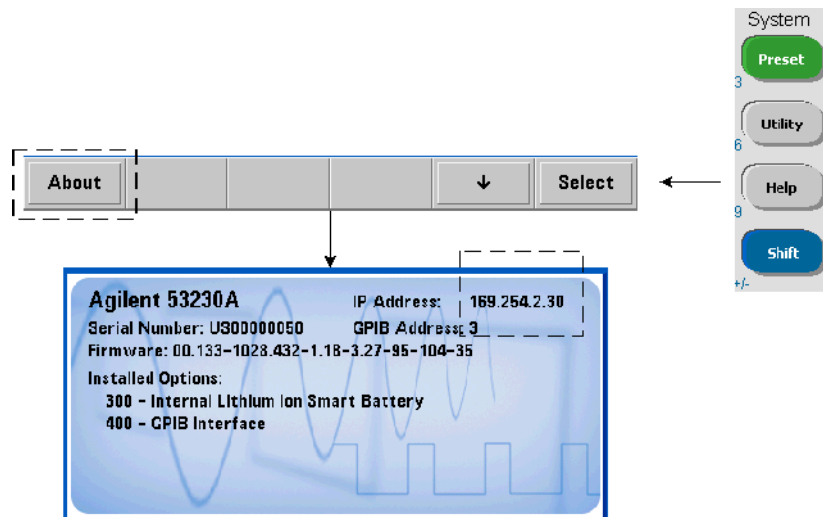 System
Preset
3
Utility
6
Help
9
Shift
+/-
About
↓
Select
Agilent 53230A
IP Address: 169.254.2.30
Serial Number: US00000050
GPIB Address: 3
Firmware: 00.133-1028.432-1.18-3.27-95-104-35
Installed Options:
300 - Internal Lithium Ion Smart Battery
400 - GPIB Interface